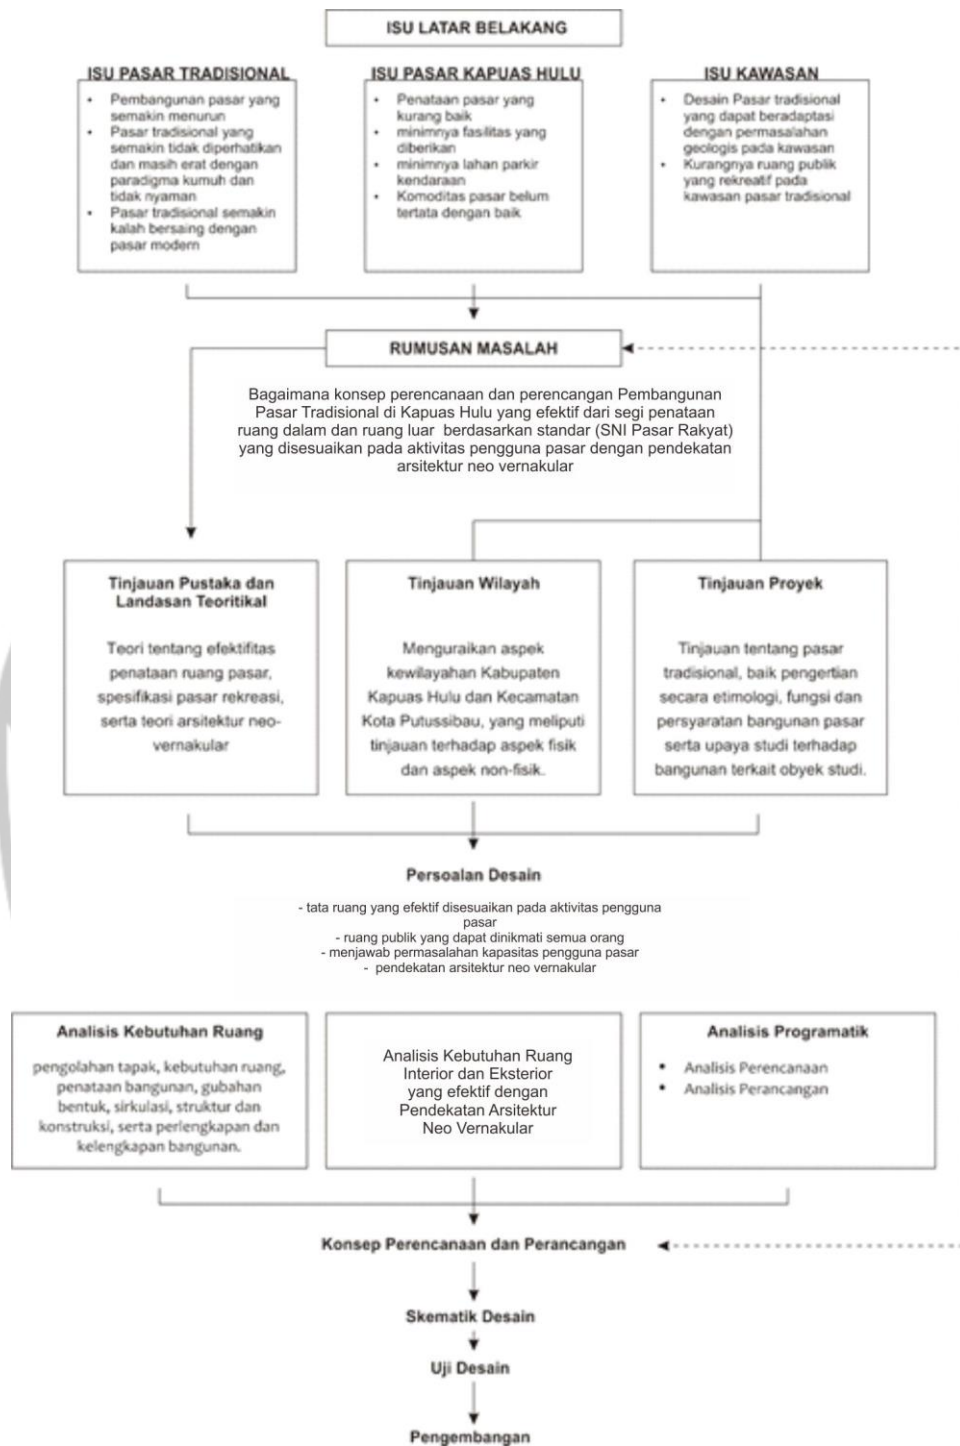 ISU LATAR BELAKANG
ISU PASAR TRADISIONAL
• Pembangunan pasar yang
semakin menurun
• Pasar tradisional yang
semakin tidak diperhatikan
dan masih erat dengan
paradigma kumuh dan
tidak nyaman
• Pasar tradisional semakin
kalah bersaing dengan
pasar modern
ISU PASAR KAPUAS HULU
• Penataan pasar yang
kurang baik
• minimnya fasilitas yang
diberikan
• minimnya lahan parkir
kendaraan
• Komoditas pasar belum
tertata dengan baik
ISU KAWASAN
• Desain Pasar tradisional
yang dapat beradaptasi
dengan permasalahan
geologis pada kawasan
• Kurangnya ruang publik
yang rekreatif pada
kawasan pasar tradisional
RUMUSAN MASALAH
Bagaimana konsep perencanaan dan perencangan Pembangunan
Pasar Tradisional di Kapuas Hulu yang efektif dari segi penataan
ruang dalam dan ruang luar berdasarkan standar (SNI Pasar Rakyat)
yang disesuaikan pada aktivitas pengguna pasar dengan pendekatan
arsitektur neo vernakular
Tinjauan Pustaka dan
Landasan Teoritikal
Teori tentang efektifitas
penataan ruang pasar,
spesifikasi pasar rekreasi,
serta teori arsitektur neo-
vernakular
Tinjauan Wilayah
Menguraikan aspek
kewilayahan Kabupaten
Kapuas Hulu dan Kecamatan
Kota Putussibau, yang meliputi
tinjauan terhadap aspek fisik
dan aspek non-fisik.
Tinjauan Proyek
Tinjauan tentang pasar
tradisional, baik pengertian
secara etimologi, fungsi dan
persyaratan bangunan pasar
serta upaya studi terhadap
bangunan terkait obyek studi.
Persoalan Desain
- tata ruang yang efektif disesuaikan pada aktivitas pengguna
pasar
- ruang publik yang dapat dinikmati semua orang
- menjawab permasalahan kapasitas pengguna pasar
- pendekatan arsitektur neo vernakular
Analisis Kebutuhan Ruang
pengolahan tapak, kebutuhan ruang,
penataan bangunan, gubahan
bentuk, sirkulasi, struktur dan
konstruksi, serta perlengkapan dan
kelengkapan bangunan.
Analisis Kebutuhan Ruang
Interior dan Eksterior
yang efektif dengan
Pendekatan Arsitektur
Neo Vernakular
Analisis Programatik
• Analisis Perencanaan
• Analisis Perancangan
Konsep Perencanaan dan Perancangan
Skematik Desain
Uji Desain
Pengembangan